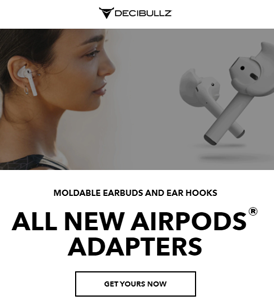 DECIBULLZ
MOLDABLE EARBUDS AND EAR HOOKS
ALL NEW AIRPODS®
ADAPTERS
GET YOURS NOW